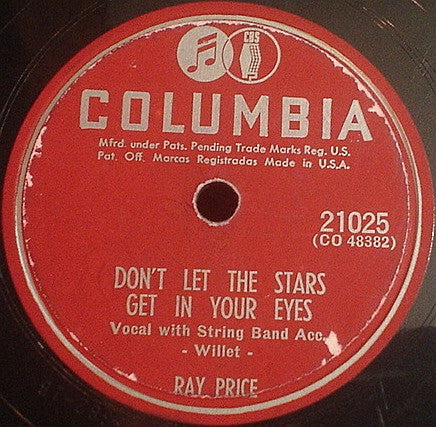 CBS
COLUMBIA
Mfrd. under Pats. Pending Trade Marks Reg. U.S.
Pat. Off. Marcas Registradas Made in U.S.A.
21025
(CO 48382)
DON'T LET THE STARS
GET IN YOUR EYES
Vocal with String Band Acc.
- Willet -
RAY PRICE